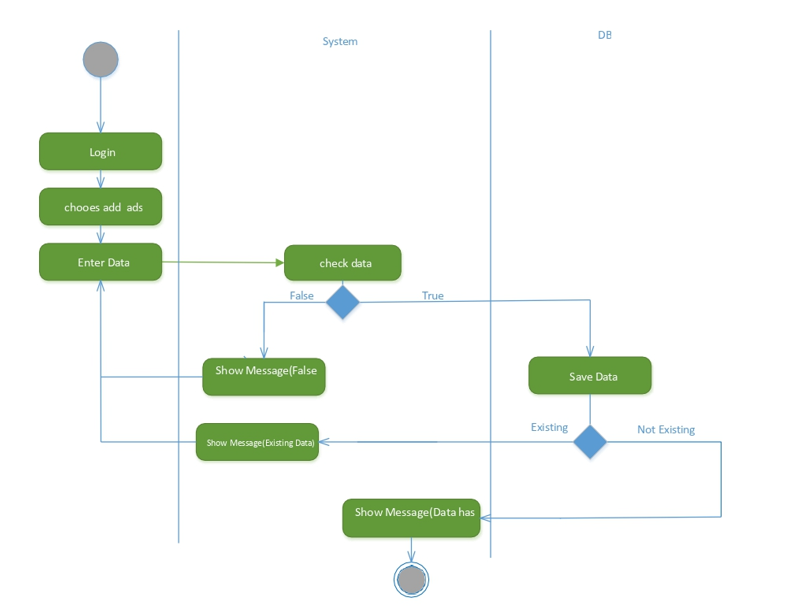 System
DB
Login
chooes add ads
Enter Data
check data
False
True
Show Message(False
Save Data
Existing
Not Existing
Show Message(Existing Data)
Show Message(Data has